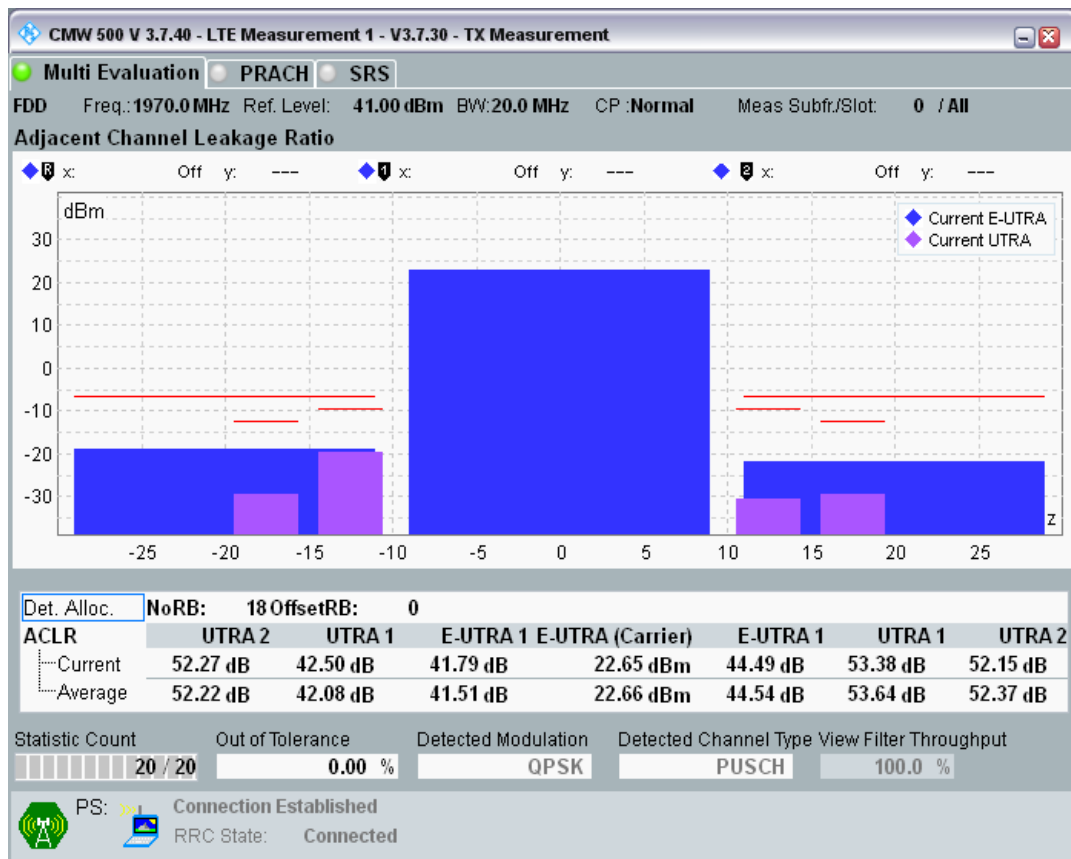 CMW 500 V 3.7.40 - LTE Measurement 1 - V3.7.30 - TX Measurement
Multi Evaluation PRACH SRS
FDD Freq.:1970.0 MHz Ref. Level: 41.00 dBm BW:20.0 MHz CP :Normal Meas Subfr./Slot: 0 / All
Adjacent Channel Leakage Ratio
R x: Off y: --- 1 x: Off y: --- 2 x: Off y: ---
dBm
Current E-UTRA
Current UTRA
30
20
10
0
-10
-20
-30
z
-25 -20 -15 -10 -5 0 5 10 15 20 25
Det. Alloc. NoRB: 18 OffsetRB: 0
ACLR UTRA 2 UTRA 1 E-UTRA 1 E-UTRA (Carrier) E-UTRA 1 UTRA 1 UTRA 2
Current 52.27 dB 42.50 dB 41.79 dB 22.65 dBm 44.49 dB 53.38 dB 52.15 dB
Average 52.22 dB 42.08 dB 41.51 dB 22.66 dBm 44.54 dB 53.64 dB 52.37 dB
Statistic Count Out of Tolerance Detected Modulation Detected Channel Type View Filter Throughput
20 / 20 0.00 % QPSK PUSCH 100.0 %
PS: Connection Established
RRC State: Connected